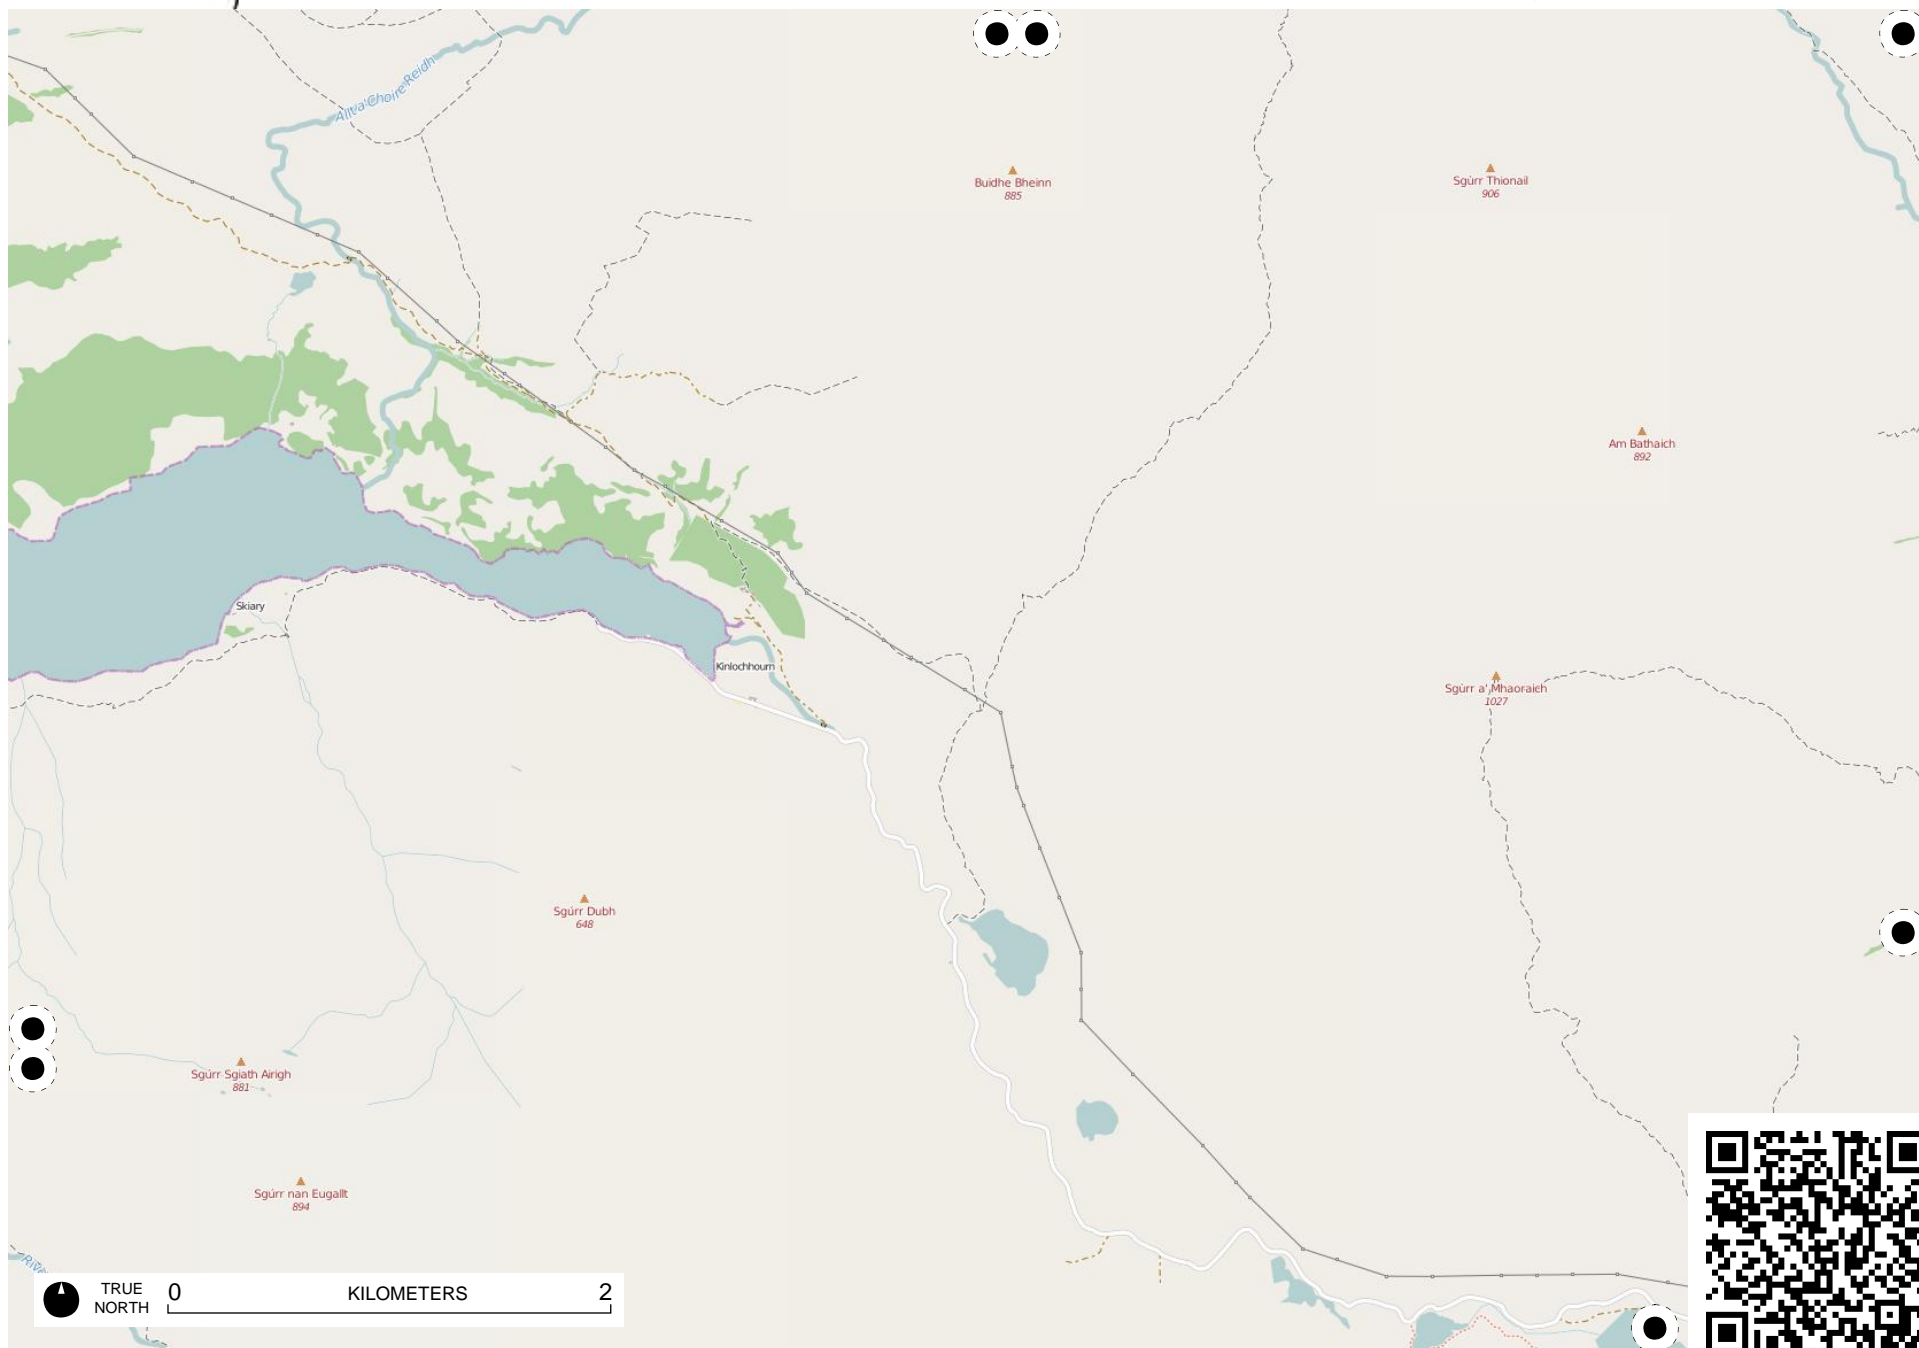 Allt a' Choire Reidh
Buidhe Bheinn
885
Sgùrr Thionail
906
Am Bathaich
892
Skiary
Kinlochhourn
Sgùrr a' Mhaoraich
1027
Sgùrr Dubh
648
Sgùrr Sgiath Airigh
881
Sgùrr nan Eugallt
894
TRUE
NORTH
0
KILOMETERS
2